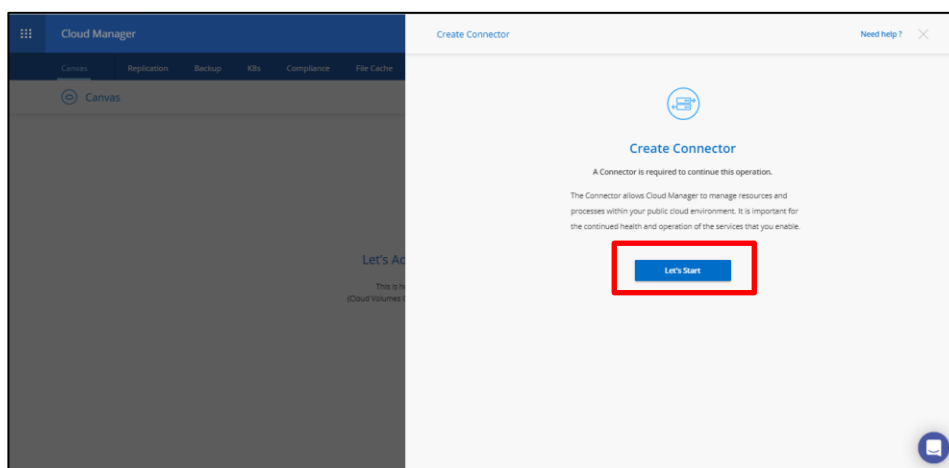 Cloud Manager
Create Connector
Need help ?
Canvas Replication Backup K8s Compliance File Cache
Canvas
Create Connector
A Connector is required to continue this operation.
The Connector allows Cloud Manager to manage resources and
processes within your public cloud environment. It is important for
the continued health and operation of the services that you enable.
Let's Start
Let's
This is
(Cloud Volumes